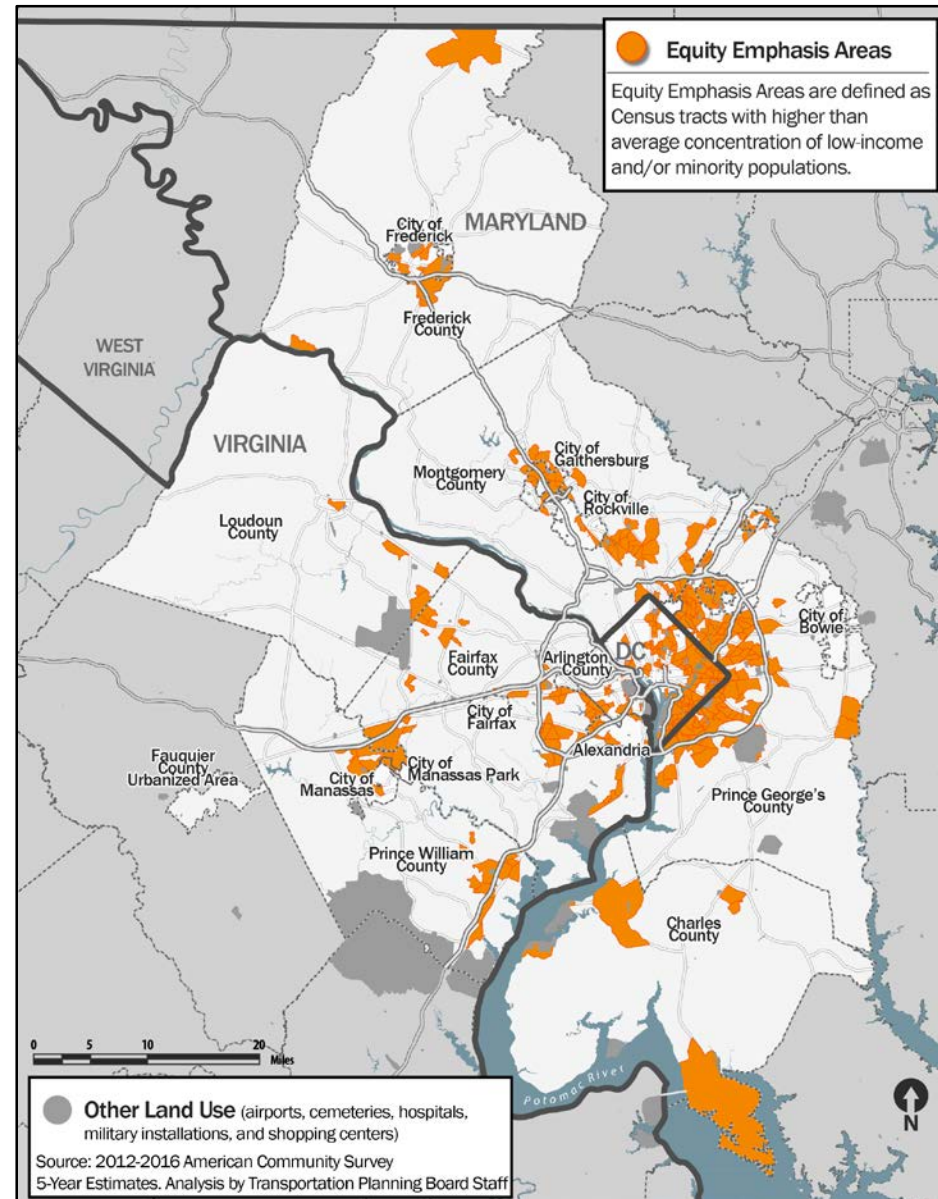 Equity Emphasis Areas
Equity Emphasis Areas are defined as
Census tracts with higher than
average concentration of low-income
and/or minority populations.
MARYLAND
City of
Frederick
Frederick
County
WEST
VIRGINIA
VIRGINIA
Loudoun
County
Montgomery
County
City of
Gaithersburg
City of
Rockville
City of
Bowie
DC
Arlington
County
Fairfax
County
City of
Fairfax
Alexandria
Fauquier
County
Urbanized Area
City of
Manassas
City of
Manassas Park
Prince George's
County
Prince William
County
Charles
County
Potomac River
0 5 10 20
Miles
N
Other Land Use (airports, cemeteries, hospitals,
military installations, and shopping centers)
Source: 2012-2016 American Community Survey
5-Year Estimates. Analysis by Transportation Planning Board Staff